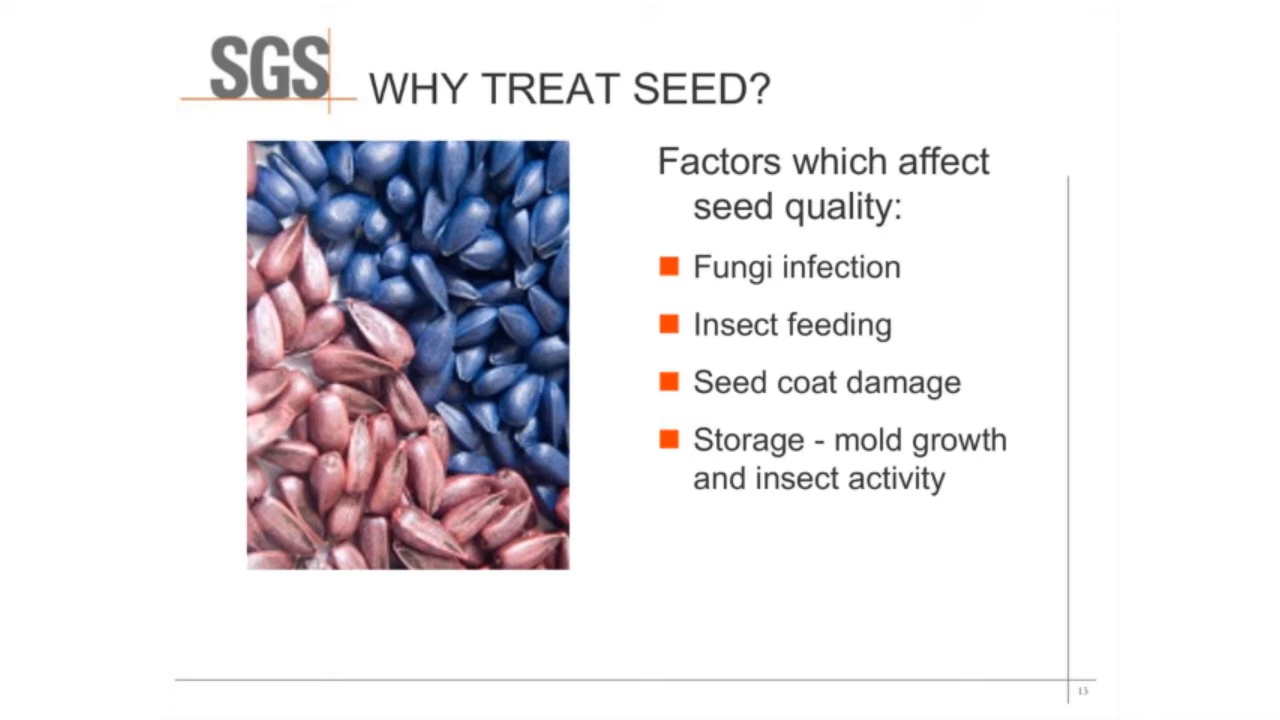 SGS
WHY TREAT SEED?
Factors which affect
seed quality:
Fungi infection
Insect feeding
Seed coat damage
Storage - mold growth
and insect activity
13